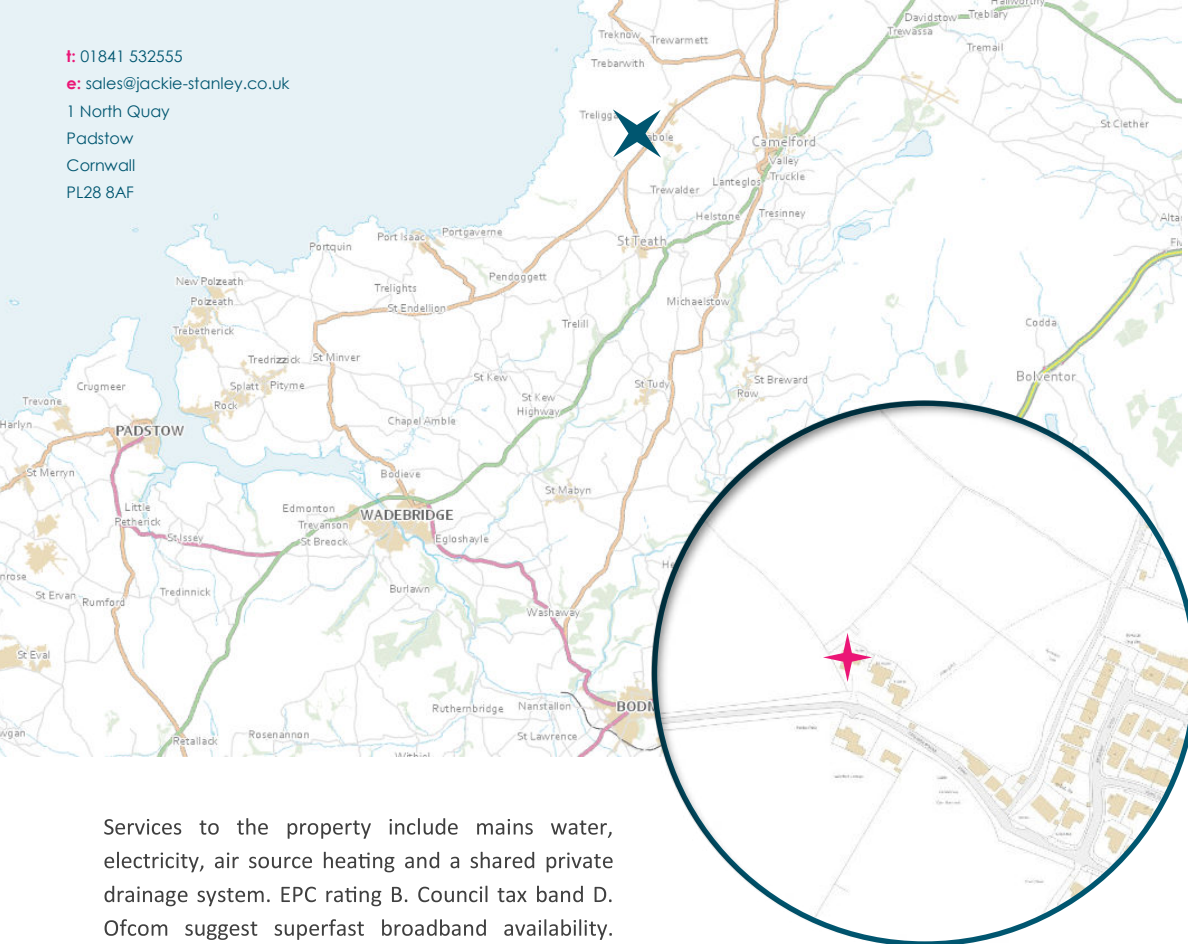 t: 01841 532555
e: sales@jackie-stanley.co.uk
1 North Quay
Padstow
Cornwall
PL28 8AF
Davidstow
Treblary
Trewassa
Treknow
Trewarmett
Tremail
Trebarwith
St Clether
Camelford
Valley
Truckle
Lanteglos
Trewalder
Helstone
Tresinney
Port Isaac
Portgaverne
Portquin
St Teath
New Polzeath
Polzeath
Pendoggett
Trelights
St Endellion
Michaelstow
Trebetherick
Trelill
Codda
Tredrizzick
St Minver
Bolventor
Crugmeer
Splatt
Pityme
St Kew
St Tudy
St Breward
Row
Trevone
Rock
St Kew
Highway
Harlyn
PADSTOW
Chapel Amble
St Merryn
Bodieve
Little
Petherick
Edmonton
St Mabyn
Trevanson
WADEBRIDGE
St Issey
St Breock
Egloshayle
St Ervan
Rumford
Tredinnick
Burlawn
Washaway
St Eval
Ruthernbridge
Nanstallon
BODM
Retallack
Rosenannon
St Lawrence
Services to the property include mains water,
electricity, air source heating and a shared private
drainage system. EPC rating B. Council tax band D.
Ofcom suggest superfast broadband availability.